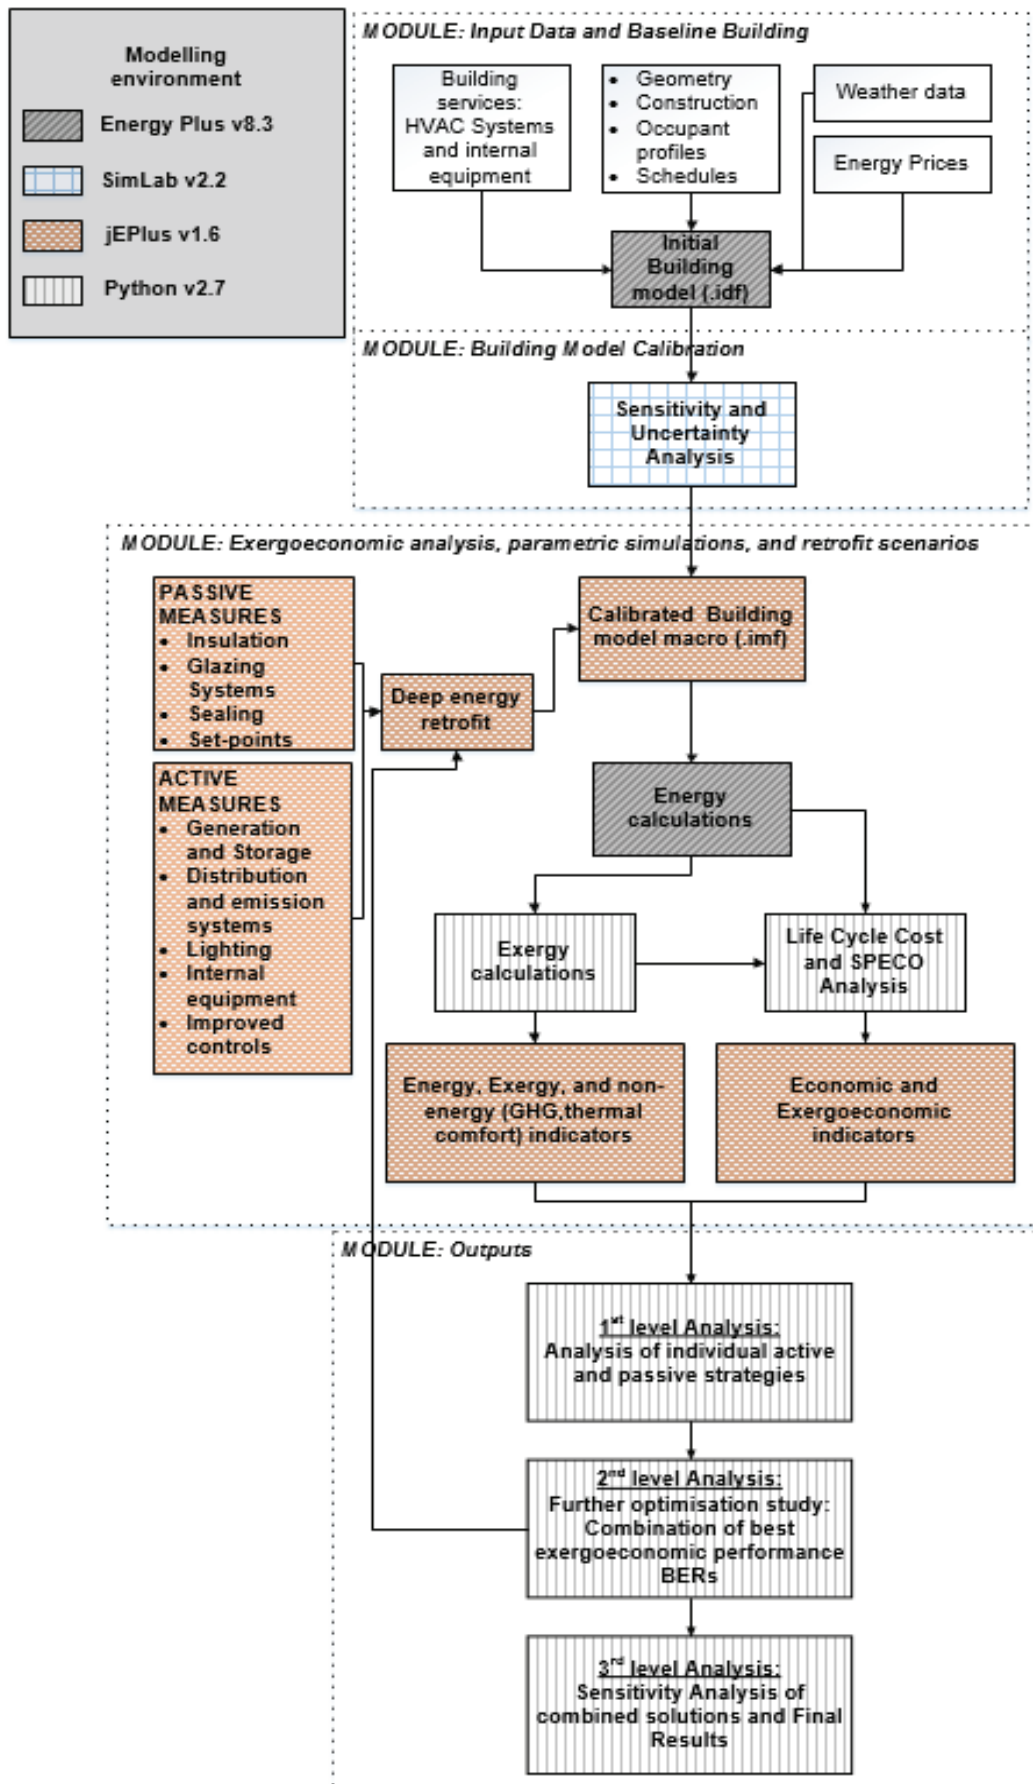 Modelling
environment
Energy Plus v8.3
SimLab v2.2
jEPlus v1.6
Python v2.7
MODULE: Input Data and Baseline Building
Building
services:
HVAC Systems
and internal
equipment
• Geometry
• Construction
• Occupant
profiles
• Schedules
Weather data
Energy Prices
Initial
Building
model (.idf)
MODULE: Building Model Calibration
Sensitivity and
Uncertainty
Analysis
MODULE: Exergoeconomic analysis, parametric simulations, and retrofit scenarios
PASSIVE
MEASURES
• Insulation
• Glazing
Systems
• Sealing
• Set-points
Deep energy
retrofit
Calibrated Building
model macro (.imf)
ACTIVE
MEASURES
• Generation
and Storage
• Distribution
and emission
systems
• Lighting
• Internal
equipment
• Improved
controls
Energy
calculations
Exergy
calculations
Life Cycle Cost
and SPECO
Analysis
Energy, Exergy, and non-
energy (GHG,thermal
comfort) indicators
Economic and
Exergoeconomic
indicators
MODULE: Outputs
1st level Analysis:
Analysis of individual active
and passive strategies
2nd level Analysis:
Further optimisation study:
Combination of best
exergoeconomic performance
BERs
3rd level Analysis:
Sensitivity Analysis of
combined solutions and Final
Results